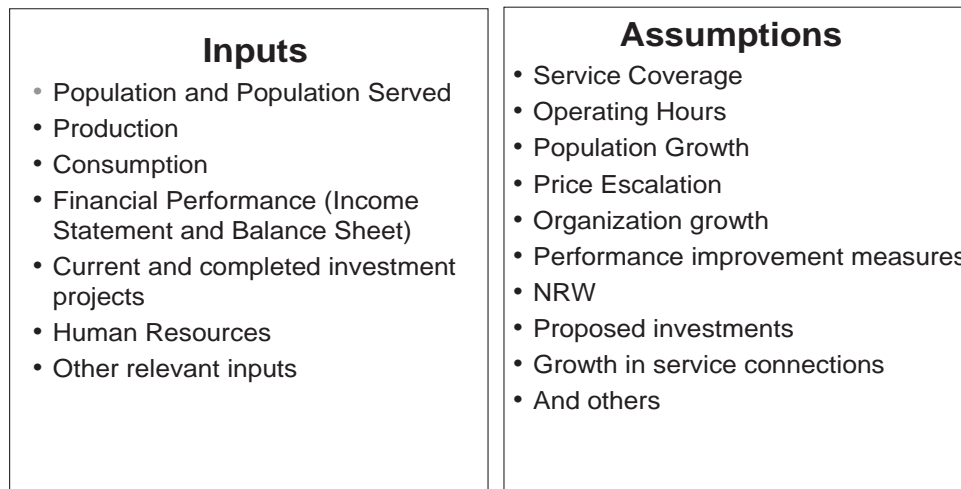 Inputs
• Population and Population Served
• Production
• Consumption
• Financial Performance (Income
Statement and Balance Sheet)
• Current and completed investment
projects
• Human Resources
• Other relevant inputs
Assumptions
• Service Coverage
• Operating Hours
• Population Growth
• Price Escalation
• Organization growth
• Performance improvement measures
• NRW
• Proposed investments
• Growth in service connections
• And others